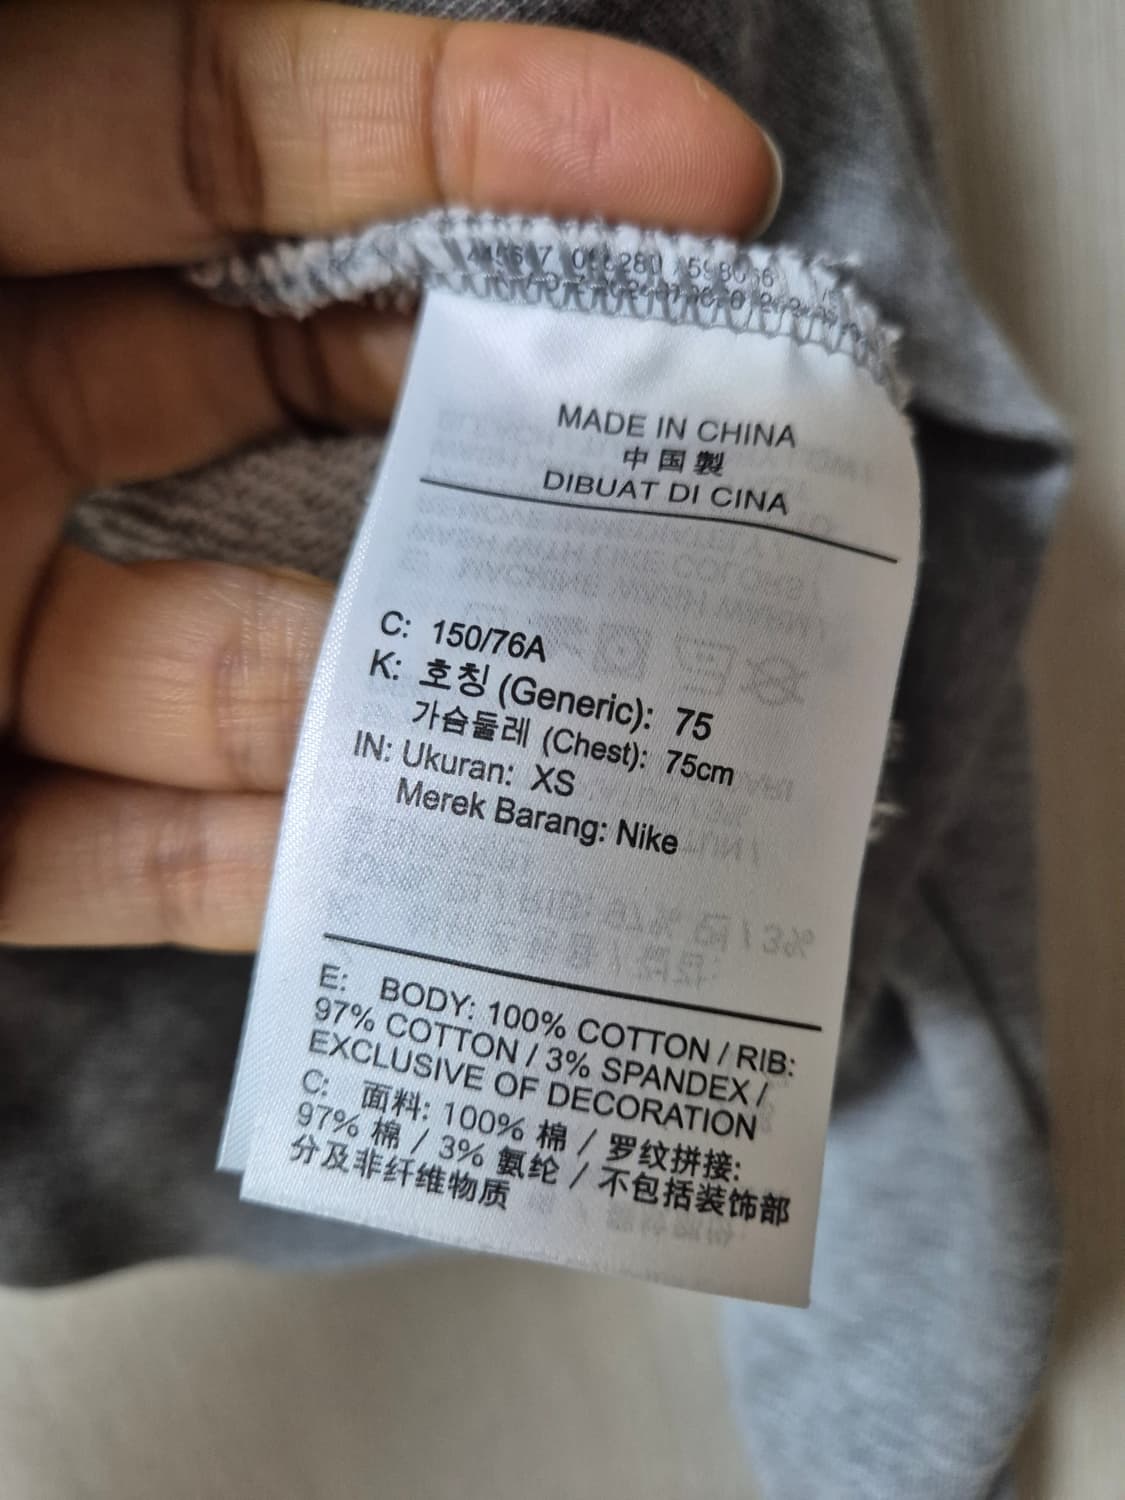 MADE IN CHINA
中国製
DIBUAT DI CINA
C: 150/76A
K: 호칭 (Generic): 75
가슴둘레 (Chest): 75cm
IN: Ukuran: XS
Merek Barang: Nike
E: BODY: 100% COTTON / RIB:
97% COTTON / 3% SPANDEX /
EXCLUSIVE OF DECORATION
C: 面料: 100% 棉 / 罗纹拼接:
97% 棉 / 3% 氨纶 / 不包括装饰部
分及非纤维物质